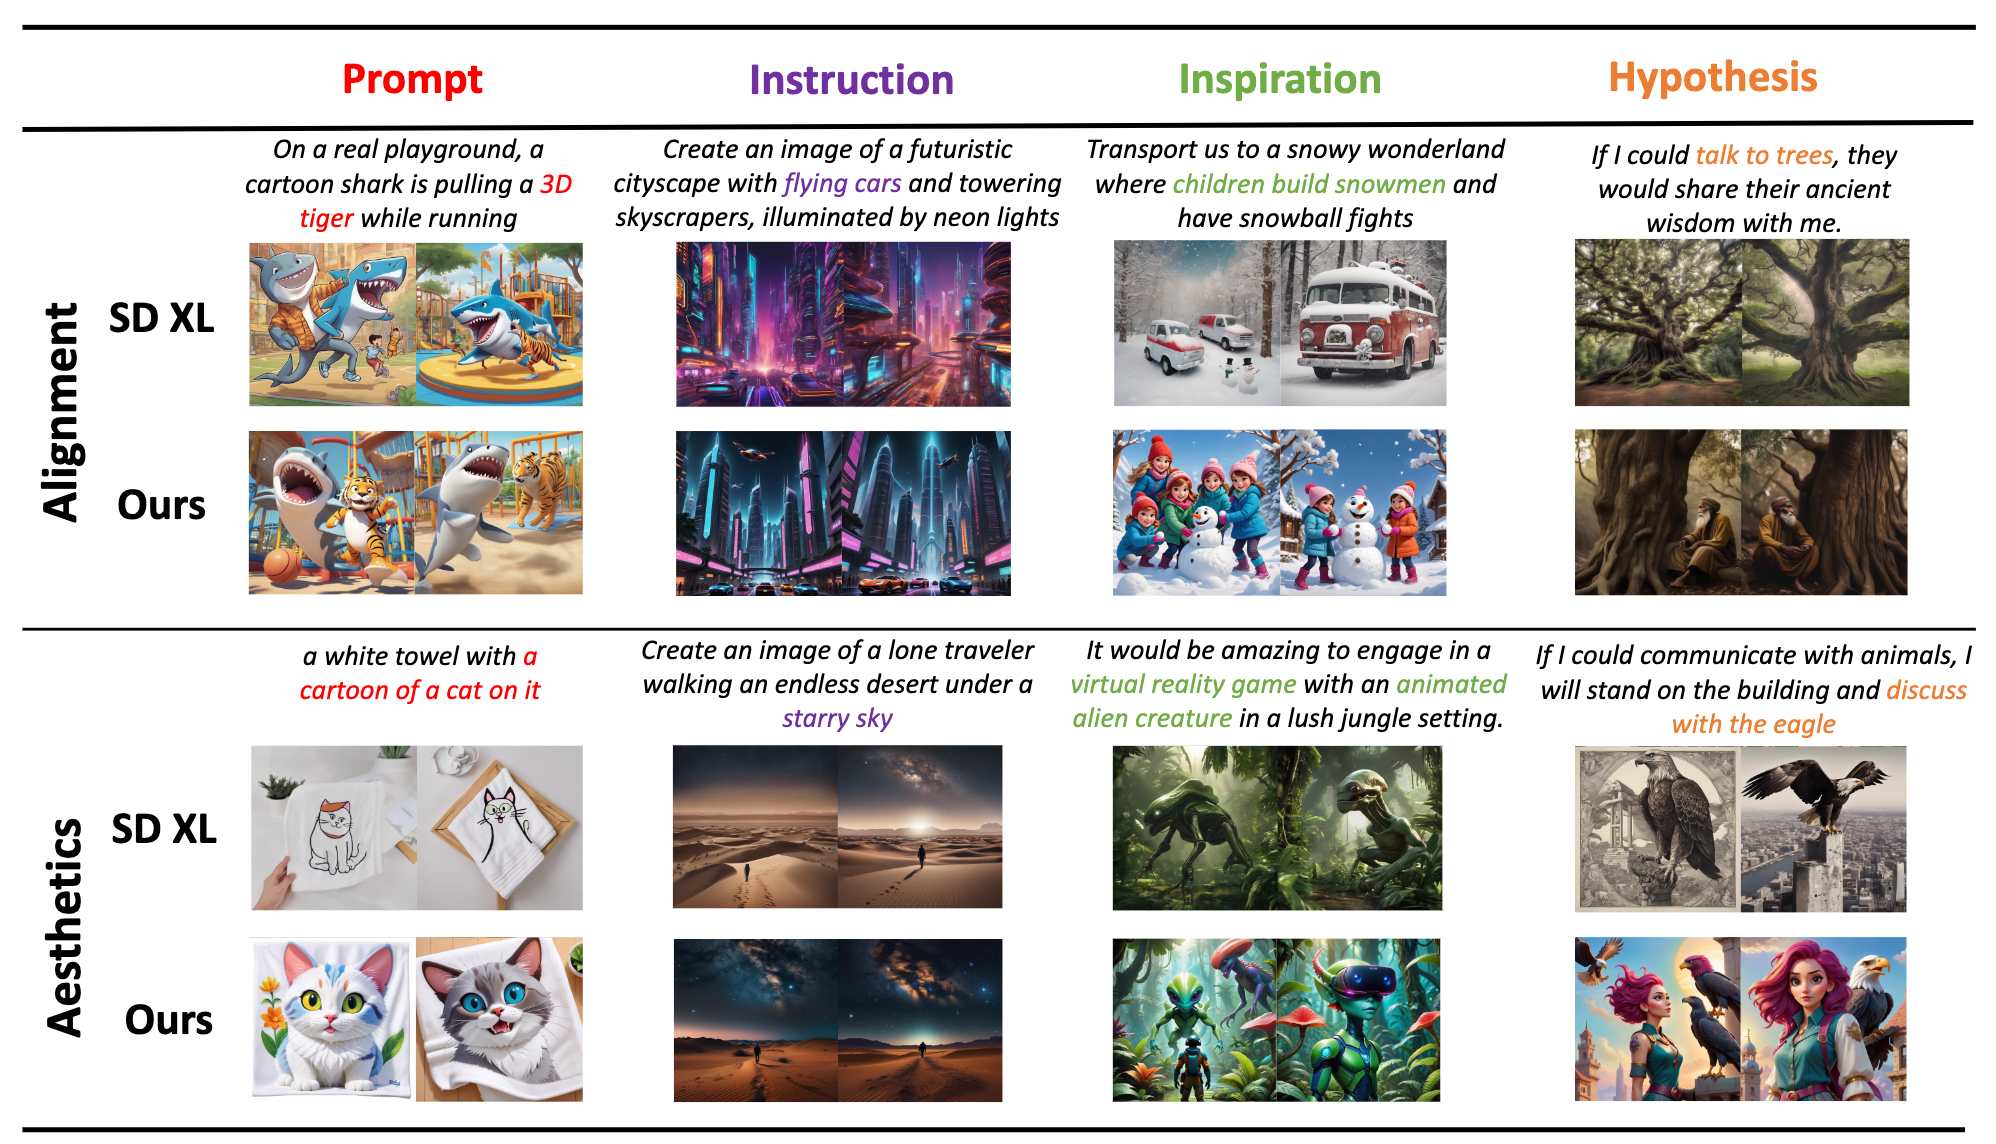 Prompt
Instruction
Inspiration
Hypothesis
Alignment
On a real playground, a
cartoon shark is pulling a 3D
tiger while running
Create an image of a futuristic
cityscape with flying cars and towering
skyscrapers, illuminated by neon lights
Transport us to a snowy wonderland
where children build snowmen and
have snowball fights
If I could talk to trees, they
would share their ancient
wisdom with me.
SD XL
Ours
Aesthetics
a white towel with a
cartoon of a cat on it
Create an image of a lone traveler
walking an endless desert under a
starry sky
It would be amazing to engage in a
virtual reality game with an animated
alien creature in a lush jungle setting.
If I could communicate with animals, I
will stand on the building and discuss
with the eagle
SD XL
Ours